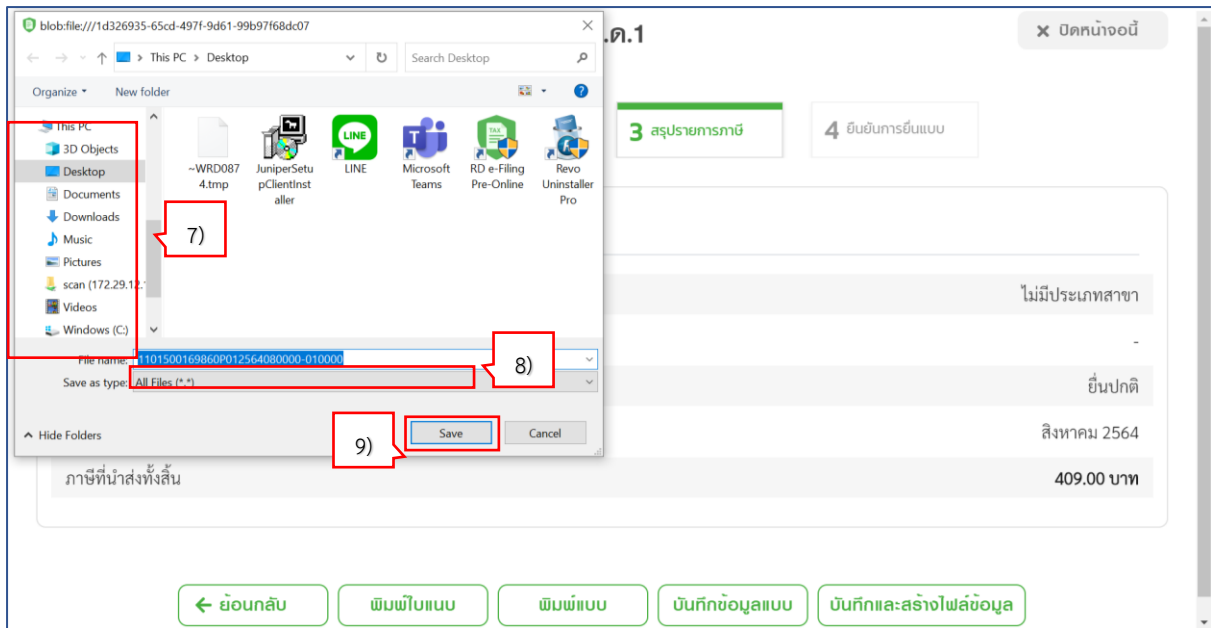 blob:file:///1d326935-65cd-497f-9d61-99b97f68dc07
.ด.1
ปิดหน้าจอนี้
This PC > Desktop
Search Desktop
Organize
New folder
3 สรุปรายการภาษี
4 ยืนยันการยื่นแบบ
This PC
3D Objects
Desktop
Documents
Downloads
Music
Pictures
scan (172.29.12.
Videos
Windows (C:)
~WRD087
4.tmp
JuniperSetu
pClientInst
aller
LINE
Microsoft
Teams
RD e-Filing
Pre-Online
Revo
Uninstaller
Pro
7)
ไม่มีประเภทสาขา
-
File name: 1101500169860P012564080000-010000
8)
Save as type: All Files (*.*)
ยื่นปกติ
Hide Folders
9)
Save
Cancel
สิงหาคม 2564
ภาษีที่นำส่งทั้งสิ้น
409.00 บาท
ย้อนกลับ
พิมพ์ใบแนบ
พิมพ์แบบ
บันทึกข้อมูลแบบ
บันทึกและสร้างไฟล์ข้อมูล